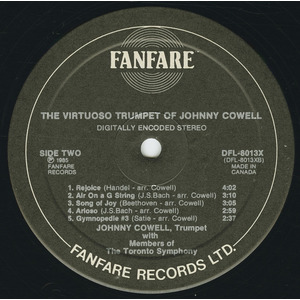 FANFARE
THE VIRTUOSO TRUMPET OF JOHNNY COWELL
DIGITALLY ENCODED STEREO
SIDE TWO
℗ 1985
FANFARE
RECORDS
DFL-8013X
(DFL-8013XB)
MADE IN
CANADA
1. Rejoice (Handel - arr. Cowell) 4:02
2. Air On A G String (J.S.Bach - arr. Cowell) 3:10
3. Song of Joy (Beethoven - arr. Cowell) 3:05
4. Arioso (J.S.Bach - arr. Cowell) 2:59
5. Gymnopedie #3 (Satie - arr. Cowell) 2:37
JOHNNY COWELL, Trumpet
with
Members of
The Toronto Symphony
FANFARE RECORDS LTD.